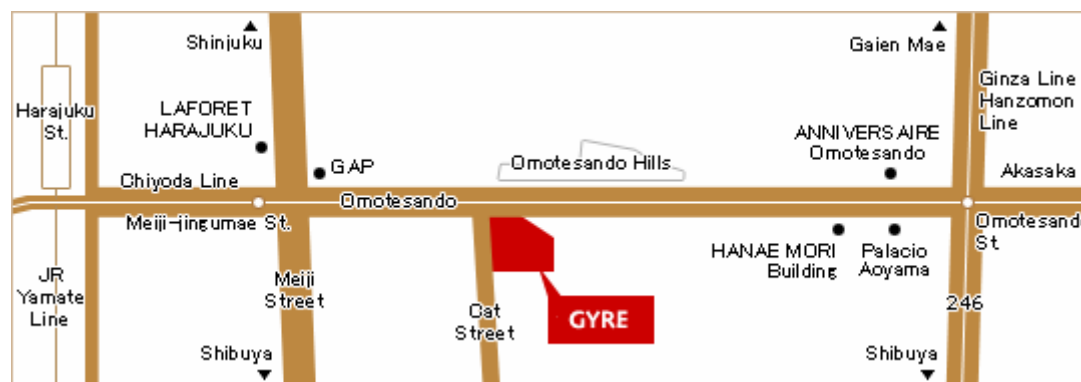 Shinjuku
Gaien Mae
Harajuku
St.
LAFORET
HARAJUKU
GAP
Omotesando Hills
ANNIVERSAIRE
Omotesando
Ginza Line
Hanzomon
Line
Chiyoda Line
Akasaka
Omotesando
Meiji-jingumae St.
Omotesand
St.
HANAE MORI
Building
Palacio
Aoyama
JR
Yamate
Line
Meiji
Street
Cat
Street
GYRE
246
Shibuya
Shibuya